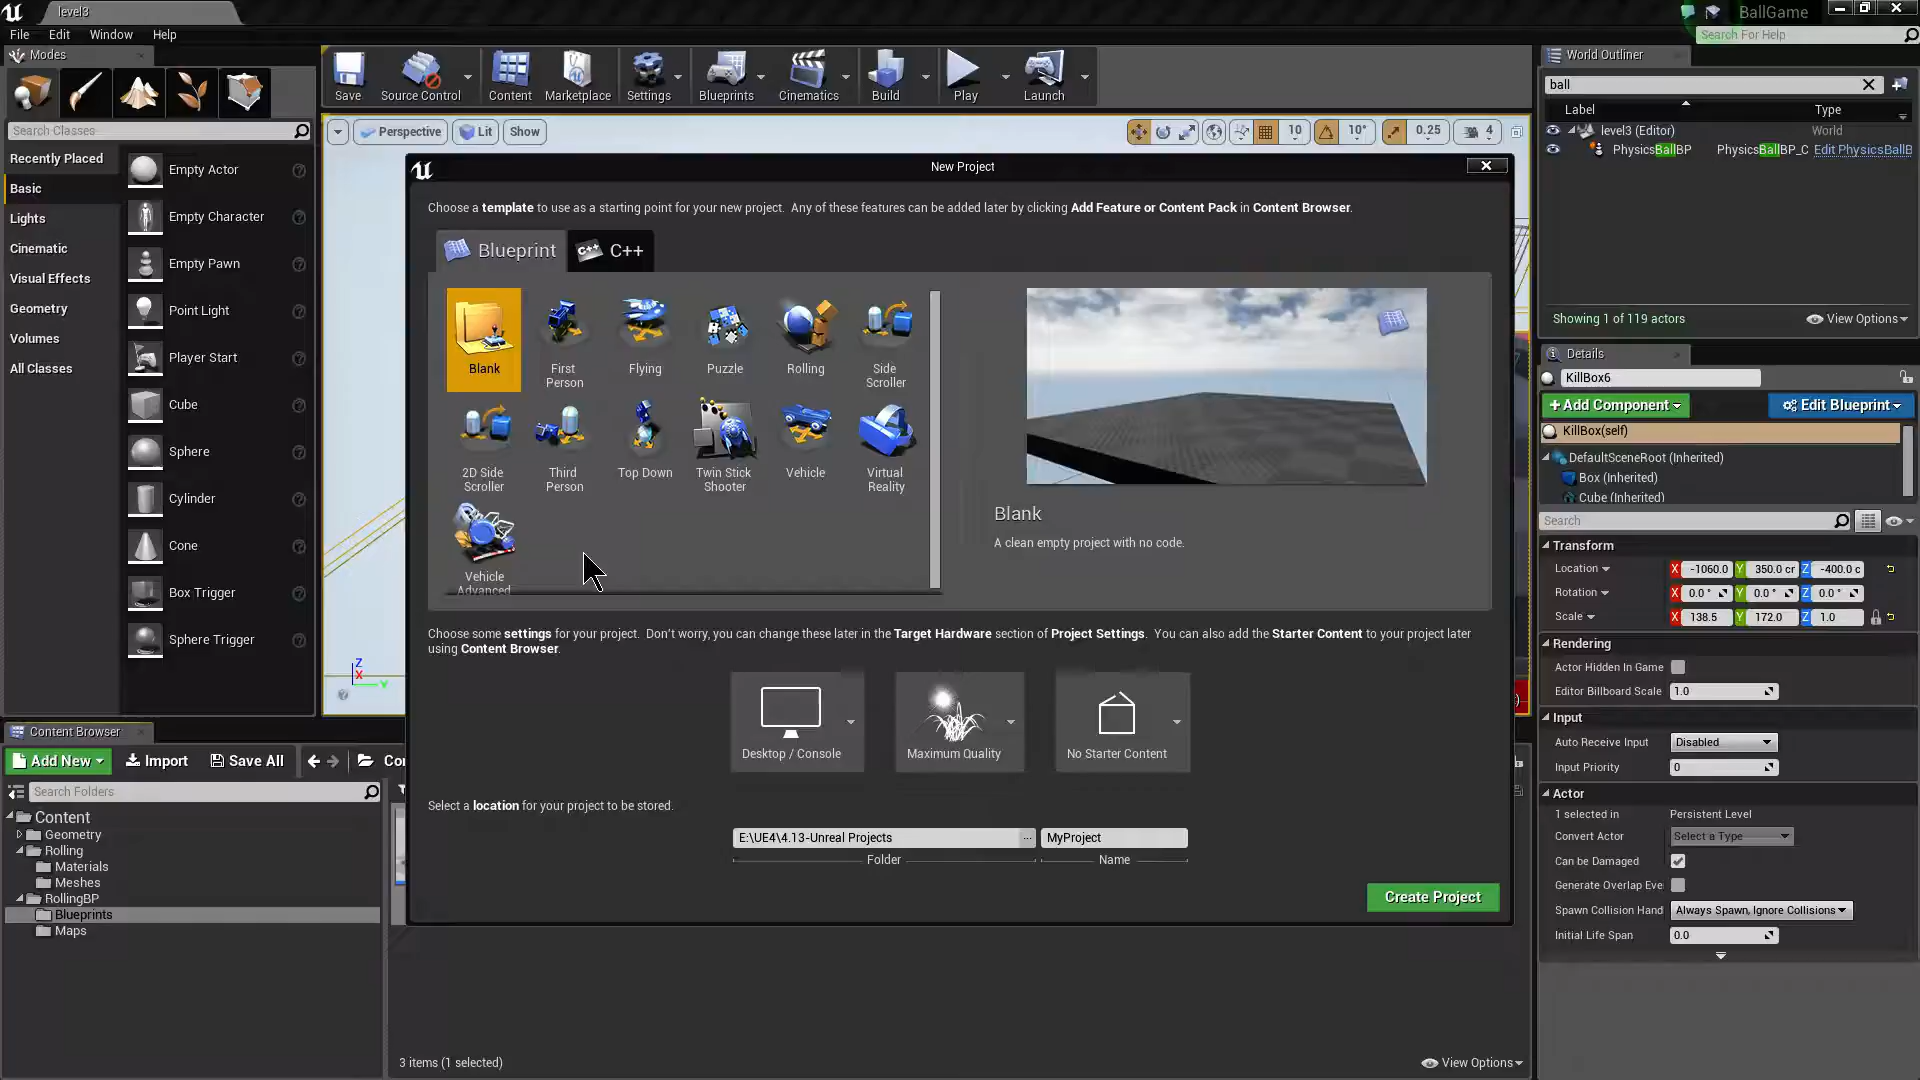 level3
BallGame
File Edit Window Help
Search For Help
Modes
Save Source Control Content Marketplace Settings Blueprints Cinematics Build Play Launch
World Outliner
ball
Label Type
level3 (Editor) World
PhysicsBallBP PhysicsBallBP_C Edit PhysicsBallB
Showing 1 of 119 actors View Options
Search Classes
Recently Placed
Basic
Lights
Cinematic
Visual Effects
Geometry
Volumes
All Classes
Empty Actor
Empty Character
Empty Pawn
Point Light
Player Start
Cube
Sphere
Cylinder
Cone
Box Trigger
Sphere Trigger
Perspective Lit Show
10 10° 0.25 4
New Project
Choose a template to use as a starting point for your new project. Any of these features can be added later by clicking Add Feature or Content Pack in Content Browser.
Blueprint C++
Blank
First Person
Flying
Puzzle
Rolling
Side Scroller
2D Side Scroller
Third Person
Top Down
Twin Stick Shooter
Vehicle
Virtual Reality
Vehicle Advanced
Blank
A clean empty project with no code.
Choose some settings for your project. Don't worry, you can change these later in the Target Hardware section of Project Settings. You can also add the Starter Content to your project later
using Content Browser.
Desktop / Console Maximum Quality No Starter Content
Select a location for your project to be stored.
E:\UE4\4.13-Unreal Projects ... MyProject
Folder Name
Create Project
Z
X
Y
Details
KillBox6
+Add Component Edit Blueprint
KillBox(self)
DefaultSceneRoot (Inherited)
Box (Inherited)
Cube (Inherited)
Search
Transform
Location X -1060.0 Y 350.0 cr Z -400.0 c
Rotation X 0.0 ° Y 0.0 ° Z 0.0 °
Scale X 138.5 Y 172.0 Z 1.0
Rendering
Actor Hidden In Game
Editor Billboard Scale 1.0
Input
Auto Receive Input Disabled
Input Priority 0
Actor
1 selected in Persistent Level
Convert Actor Select a Type
Can be Damaged
Generate Overlap Eve
Spawn Collision Hand Always Spawn, Ignore Collisions
Initial Life Span 0.0
Content Browser
Add New Import Save All Co
Search Folders
Content
Geometry
Rolling
Materials
Meshes
RollingBP
Blueprints
Maps
3 items (1 selected) View Options